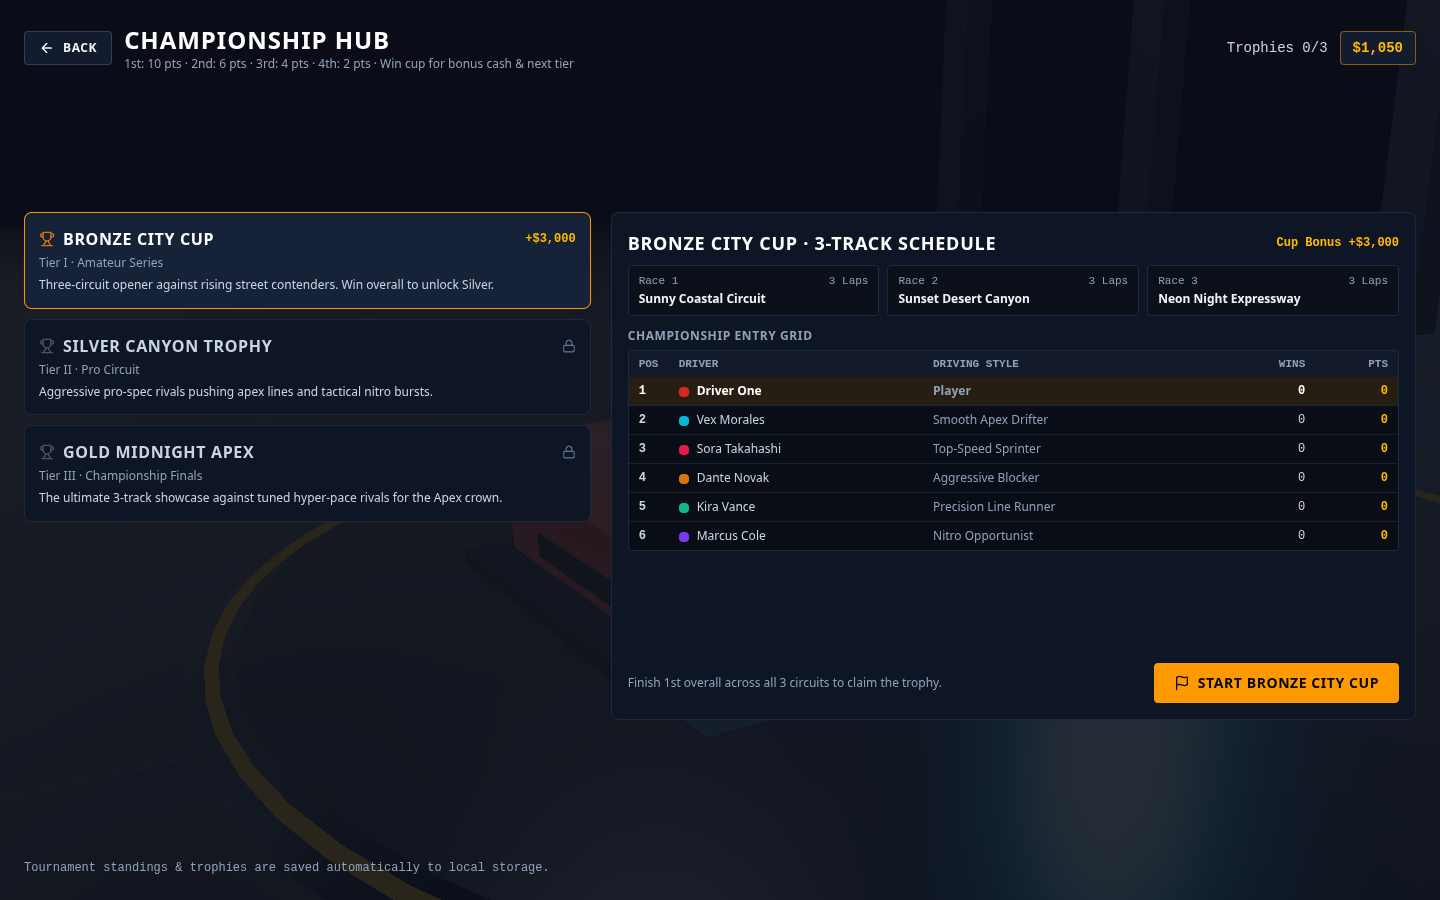 BACK
CHAMPIONSHIP HUB
1st: 10 pts · 2nd: 6 pts · 3rd: 4 pts · 4th: 2 pts · Win cup for bonus cash & next tier
Trophies 0/3
$1,050
BRONZE CITY CUP
+$3,000
Tier I · Amateur Series
Three-circuit opener against rising street contenders. Win overall to unlock Silver.
SILVER CANYON TROPHY
Tier II · Pro Circuit
Aggressive pro-spec rivals pushing apex lines and tactical nitro bursts.
GOLD MIDNIGHT APEX
Tier III · Championship Finals
The ultimate 3-track showcase against tuned hyper-pace rivals for the Apex crown.
BRONZE CITY CUP · 3-TRACK SCHEDULE
Cup Bonus +$3,000
Race 1 3 Laps
Sunny Coastal Circuit
Race 2 3 Laps
Sunset Desert Canyon
Race 3 3 Laps
Neon Night Expressway
CHAMPIONSHIP ENTRY GRID
POS DRIVER DRIVING STYLE WINS PTS
1 Driver One Player 0 0
2 Vex Morales Smooth Apex Drifter 0 0
3 Sora Takahashi Top-Speed Sprinter 0 0
4 Dante Novak Aggressive Blocker 0 0
5 Kira Vance Precision Line Runner 0 0
6 Marcus Cole Nitro Opportunist 0 0
Finish 1st overall across all 3 circuits to claim the trophy.
START BRONZE CITY CUP
Tournament standings & trophies are saved automatically to local storage.